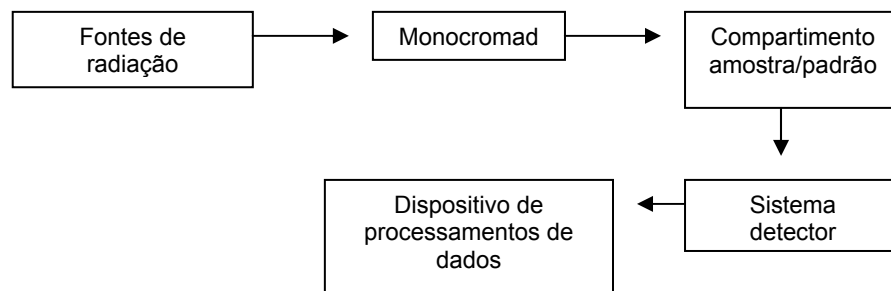 Fontes de
radiação
Monocromad
Compartimento
amostra/padrão
Sistema
detector
Dispositivo de
processamentos de
dados